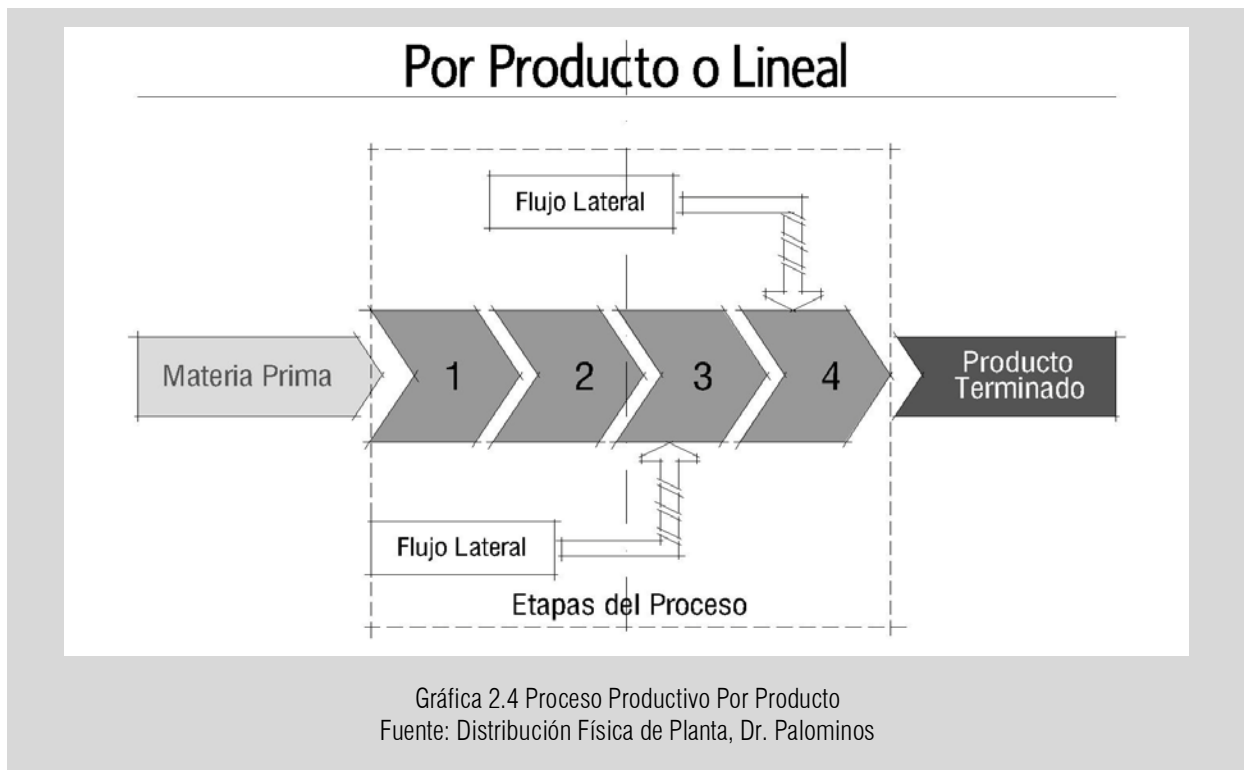 Por Producto o Lineal
Flujo Lateral
Materia Prima
1
2
3
4
Producto
Terminado
Flujo Lateral
Etapas del Proceso
Gráfica 2.4 Proceso Productivo Por Producto
Fuente: Distribución Física de Planta, Dr. Palominos